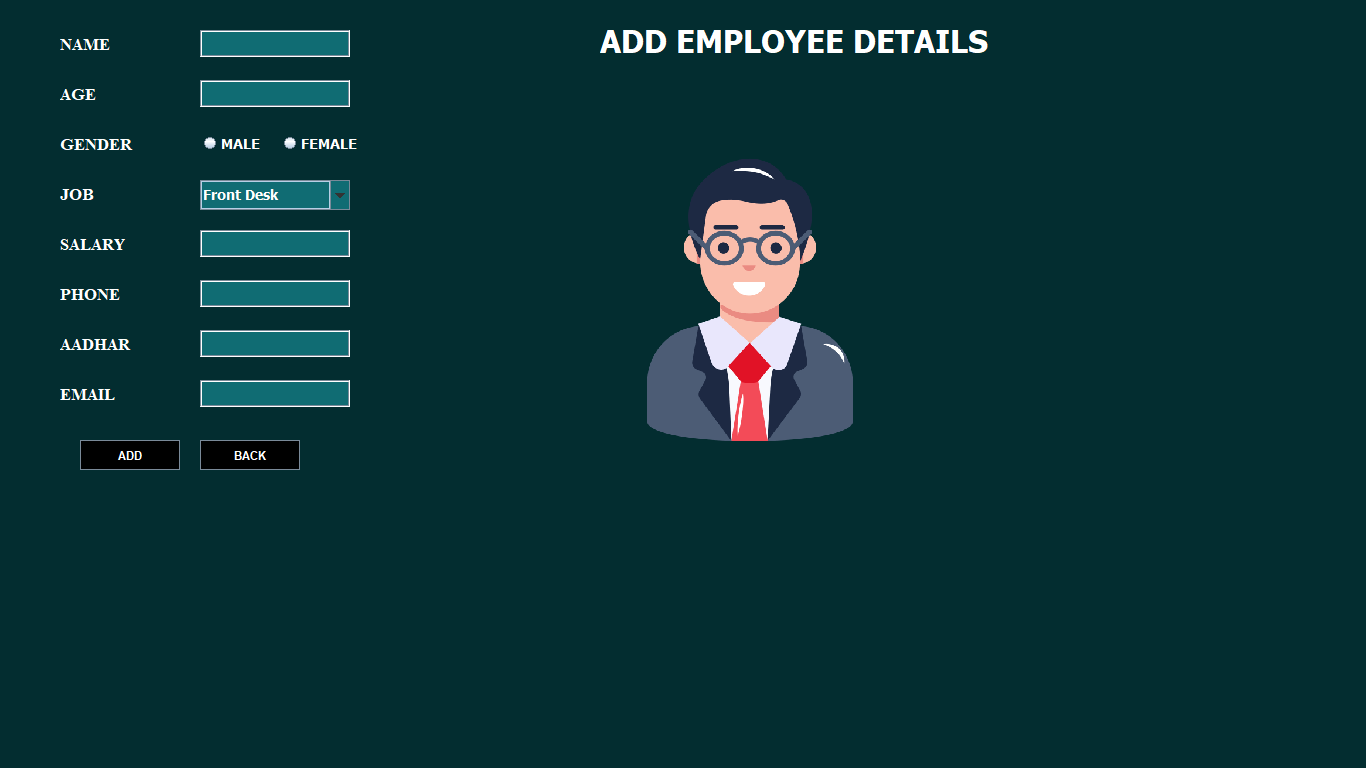 ADD EMPLOYEE DETAILS
NAME
AGE
GENDER MALE FEMALE
JOB Front Desk
SALARY
PHONE
AADHAR
EMAIL
ADD BACK